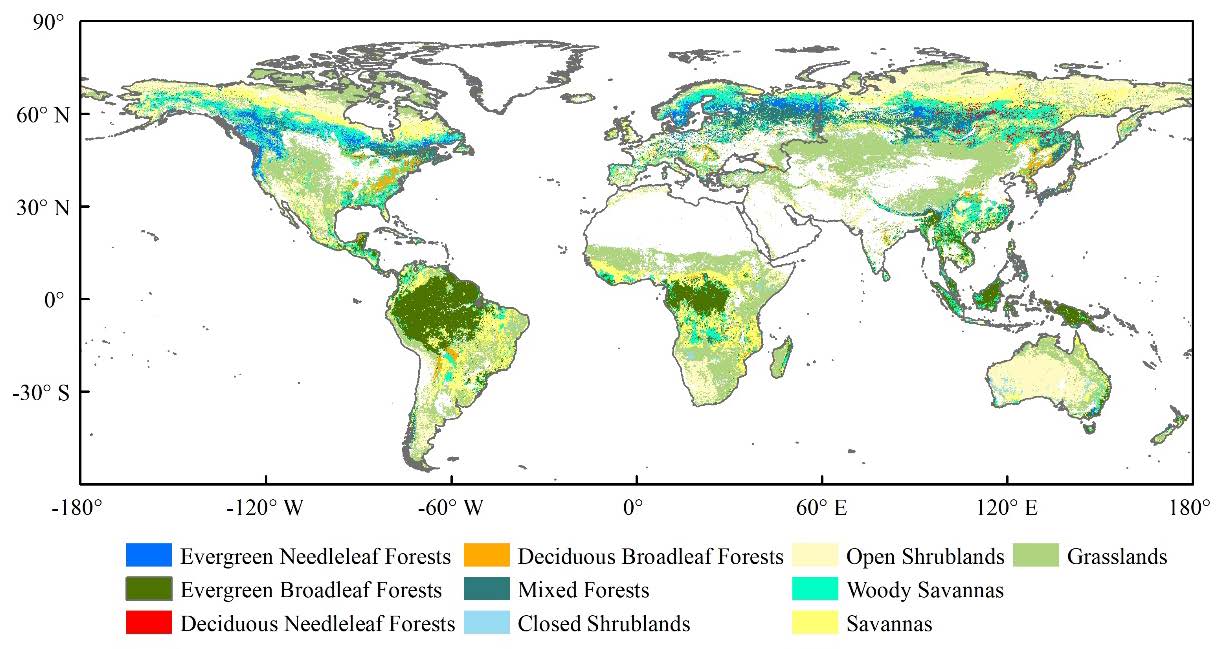 90°
60° N
30° N
0°
-30° S
-180°
-120° W
-60° W
0°
60° E
120° E
180°
Evergreen Needleleaf Forests
Deciduous Broadleaf Forests
Open Shrublands
Grasslands
Evergreen Broadleaf Forests
Mixed Forests
Woody Savannas
Deciduous Needleleaf Forests
Closed Shrublands
Savannas